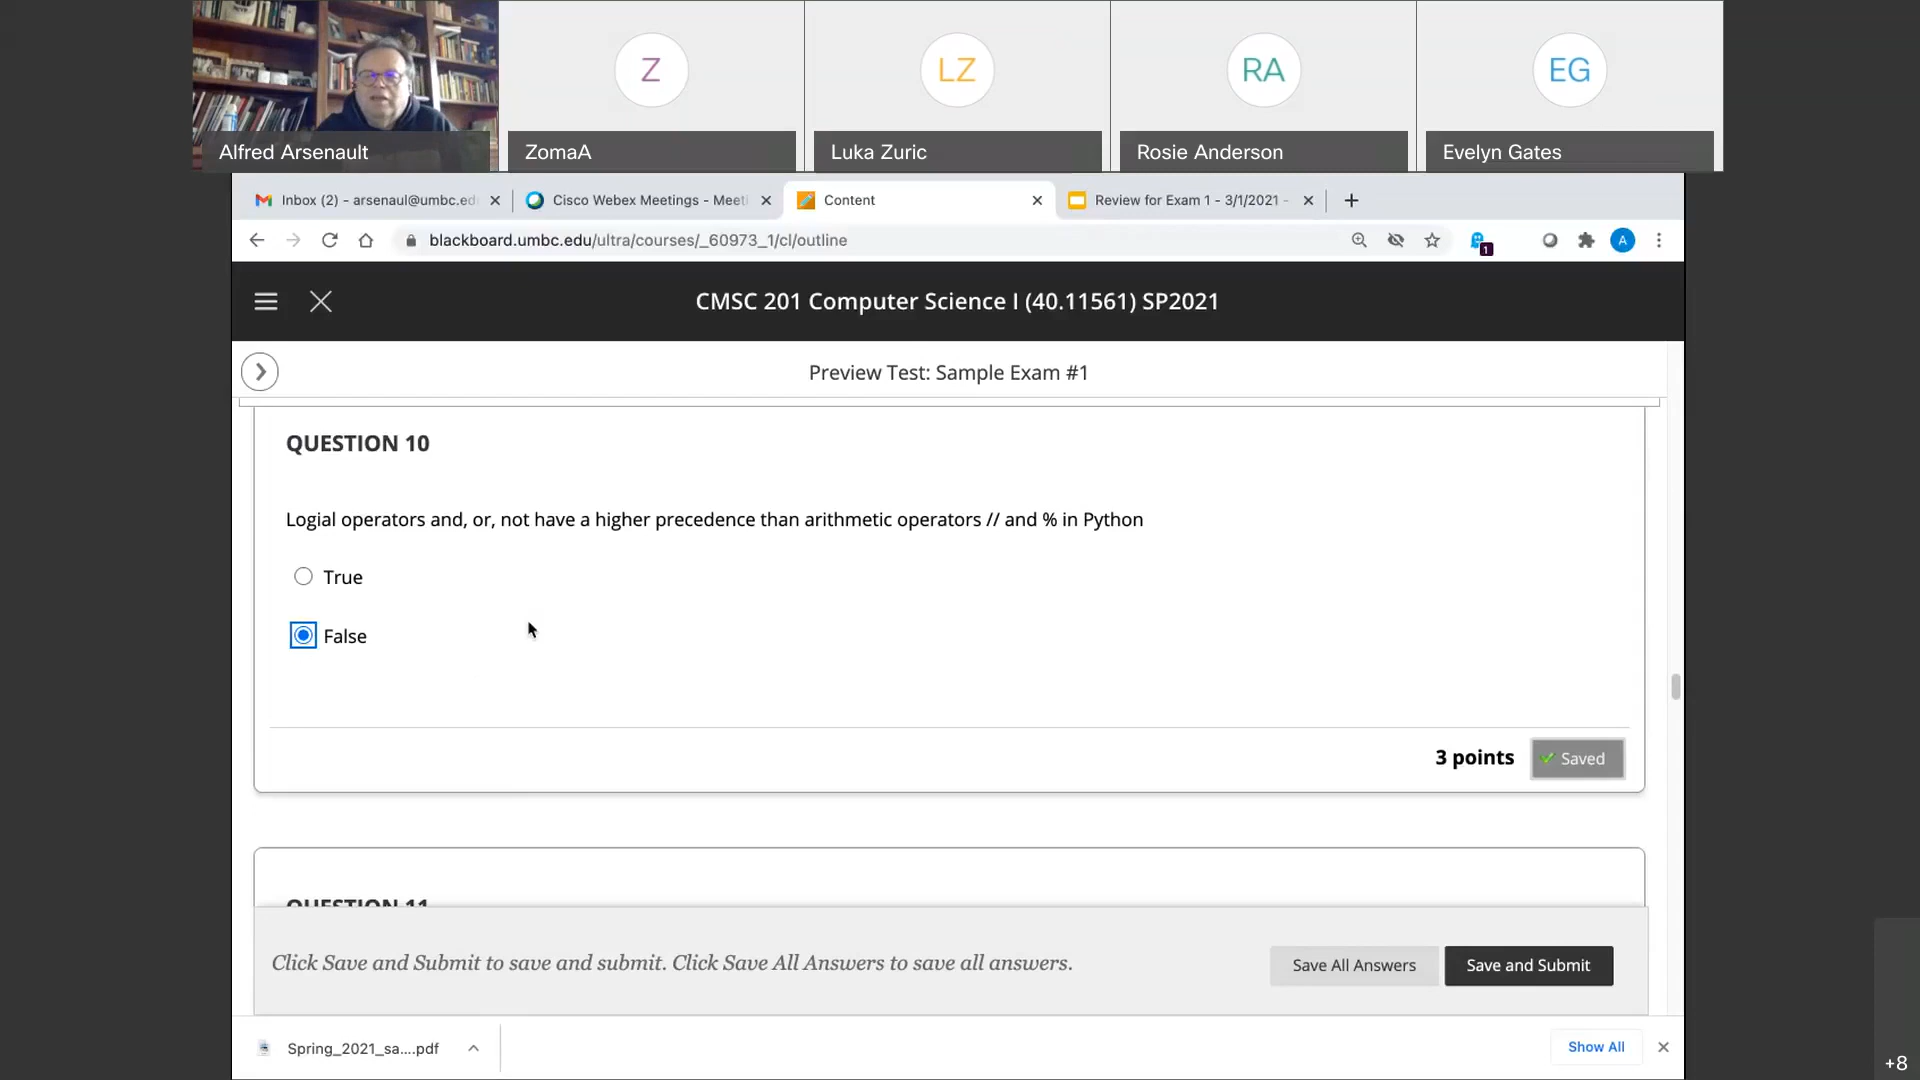 Z
LZ
RA
EG
Alfred Arsenault
ZomaA
Luka Zuric
Rosie Anderson
Evelyn Gates
Inbox (2) - arsenaul@umbc.ed
Cisco Webex Meetings - Meeti
Content
Review for Exam 1 - 3/1/2021 -
blackboard.umbc.edu/ultra/courses/_60973_1/cl/outline
1
A
CMSC 201 Computer Science I (40.11561) SP2021
Preview Test: Sample Exam #1
QUESTION 10
Logial operators and, or, not have a higher precedence than arithmetic operators // and % in Python
True
False
3 points
Saved
QUESTION 11
Click Save and Submit to save and submit. Click Save All Answers to save all answers.
Save All Answers
Save and Submit
Spring_2021_sa....pdf
Show All
+8